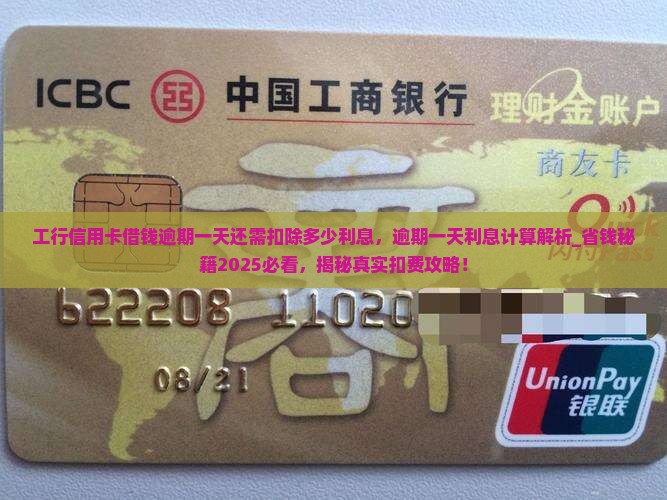 ICBC 中国工商银行 理财金账户
商友卡
Quick
工行信用卡借钱逾期一天还需扣除多少利息，逾期一天利息计算解析_省钱秘
籍2025必看，揭秘真实扣费攻略！
622208 11020
08/21
UnionPay
银联